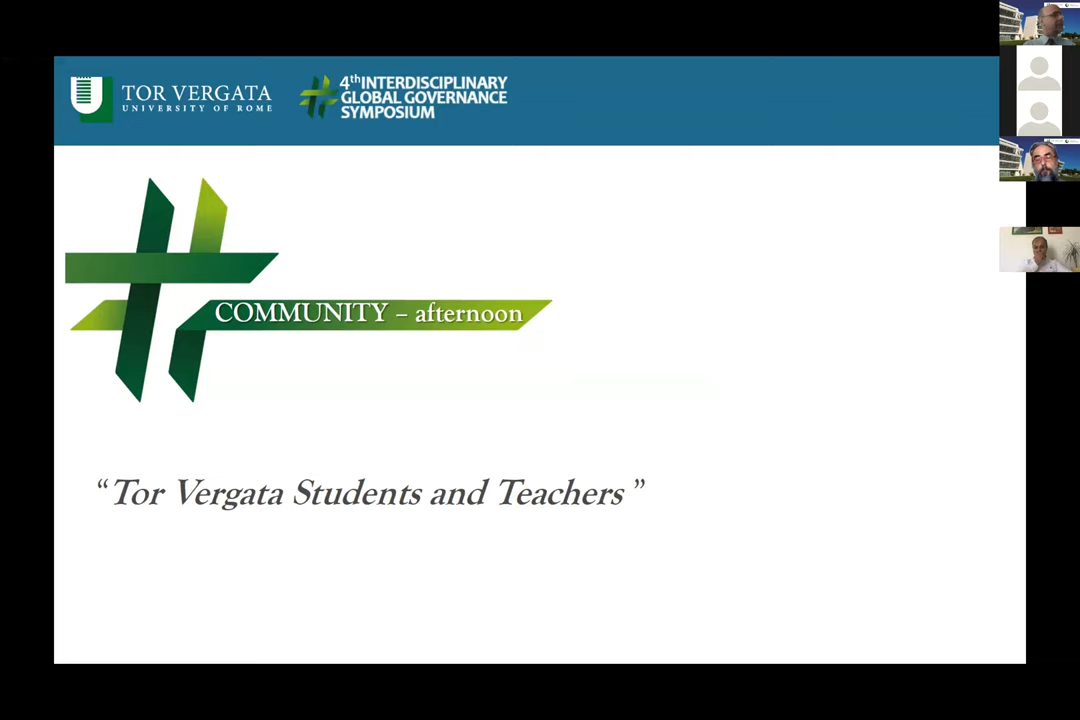 TOR VERGATA
UNIVERSITY OF ROME
4th INTERDISCIPLINARY
GLOBAL GOVERNANCE
SYMPOSIUM
COMMUNITY – afternoon
“Tor Vergata Students and Teachers ”